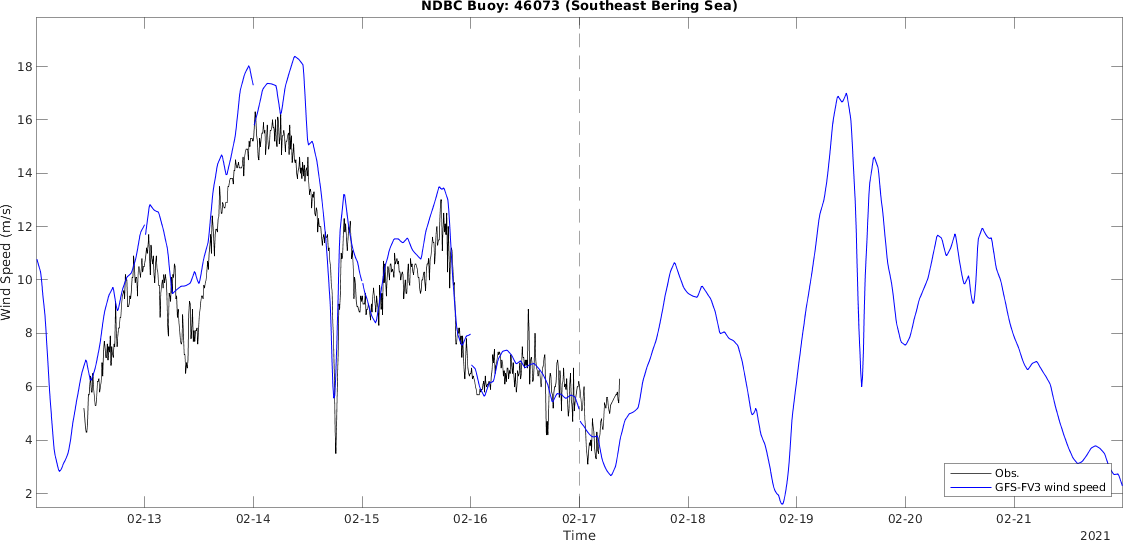 NDBC Buoy: 46073 (Southeast Bering Sea)
Wind Speed (m/s)
18
16
14
12
10
8
6
4
2
02-13 02-14 02-15 02-16 02-17 02-18 02-19 02-20 02-21
Time
2021
Obs.
GFS-FV3 wind speed